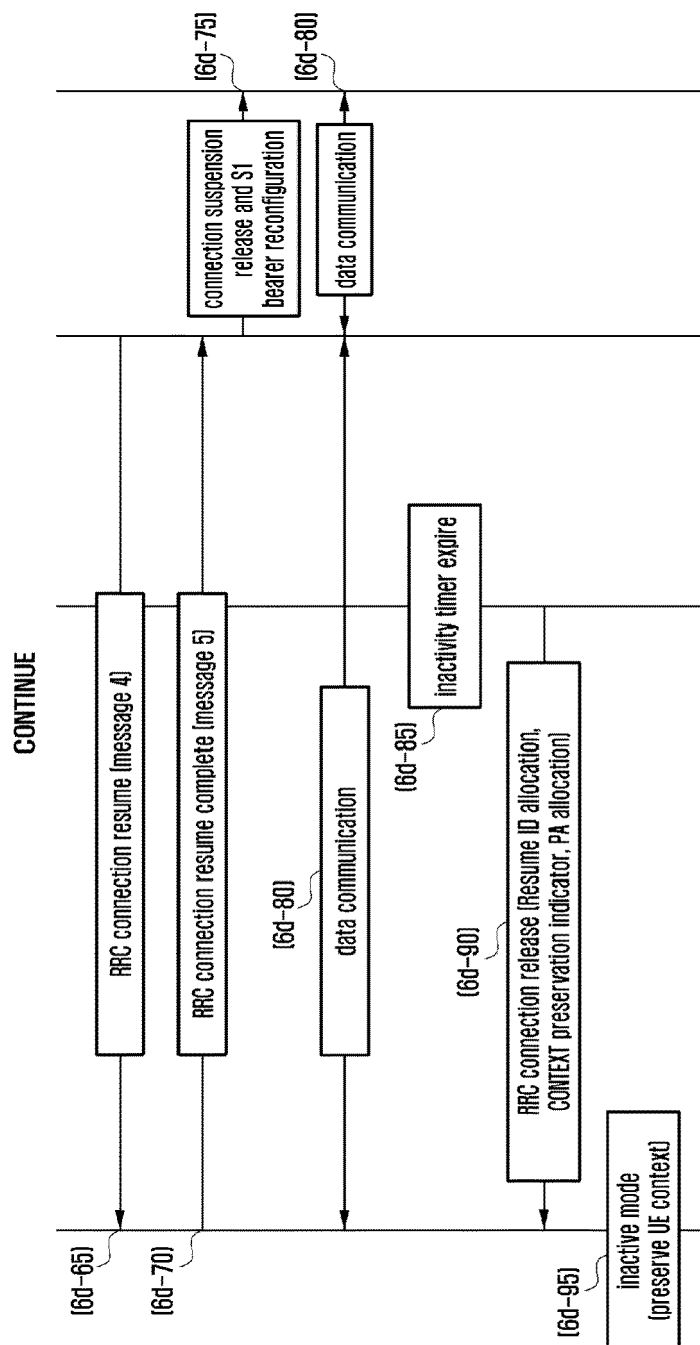 CONTINUE
(6d-65)
RRC connection resume (message 4)
(6d-70)
RRC connection resume complete (message 5)
connection suspension
release and S1
bearer reconfiguration
(6d-75)
(6d-80)
data communication
data communication
(6d-80)
(6d-85)
inactivity timer expire
(6d-90)
RRC connection release (Resume ID allocation,
CONTEXT preservation indicator, PA allocation)
(6d-95)
inactive mode
(preserve UE context)